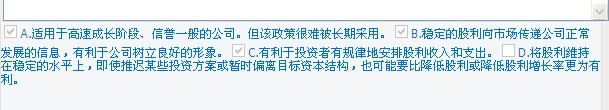 A.适用于高速成长阶段、信誉一般的公司。但该政策很难被长期采用。 B.稳定的股利向市场传递公司正常
发展的信息，有利于公司树立良好的形象。 C.有利于投资者有规律地安排股利收入和支出。 D.将股利维持
在稳定的水平上，即使推迟某些投资方案或暂时偏离目标资本结构，也可能要比降低股利或降低股利增长率更为有
利。